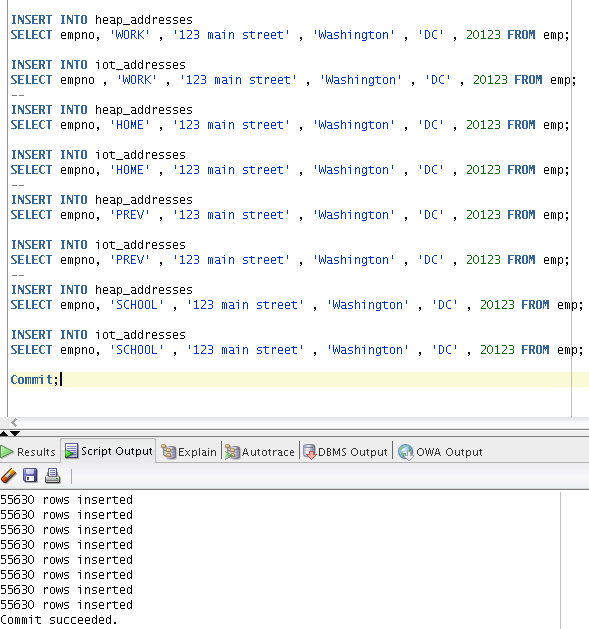 INSERT INTO heap_addresses
SELECT empno, 'WORK' , '123 main street' , 'Washington' , 'DC' , 20123 FROM emp;
INSERT INTO iot_addresses
SELECT empno , 'WORK' , '123 main street' , 'Washington' , 'DC' , 20123 FROM emp;
--
INSERT INTO heap_addresses
SELECT empno, 'HOME' , '123 main street' , 'Washington' , 'DC' , 20123 FROM emp;
INSERT INTO iot_addresses
SELECT empno, 'HOME' , '123 main street' , 'Washington' , 'DC' , 20123 FROM emp;
--
INSERT INTO heap_addresses
SELECT empno, 'PREV' , '123 main street' , 'Washington' , 'DC' , 20123 FROM emp;
INSERT INTO iot_addresses
SELECT empno, 'PREV' , '123 main street' , 'Washington' , 'DC' , 20123 FROM emp;
--
INSERT INTO heap_addresses
SELECT empno, 'SCHOOL' , '123 main street' , 'Washington' , 'DC' , 20123 FROM emp;
INSERT INTO iot_addresses
SELECT empno, 'SCHOOL' , '123 main street' , 'Washington' , 'DC' , 20123 FROM emp;
Commit;
Results Script Output Explain Autotrace DBMS Output OWA Output
55630 rows inserted
55630 rows inserted
55630 rows inserted
55630 rows inserted
55630 rows inserted
55630 rows inserted
55630 rows inserted
55630 rows inserted
Commit succeeded.